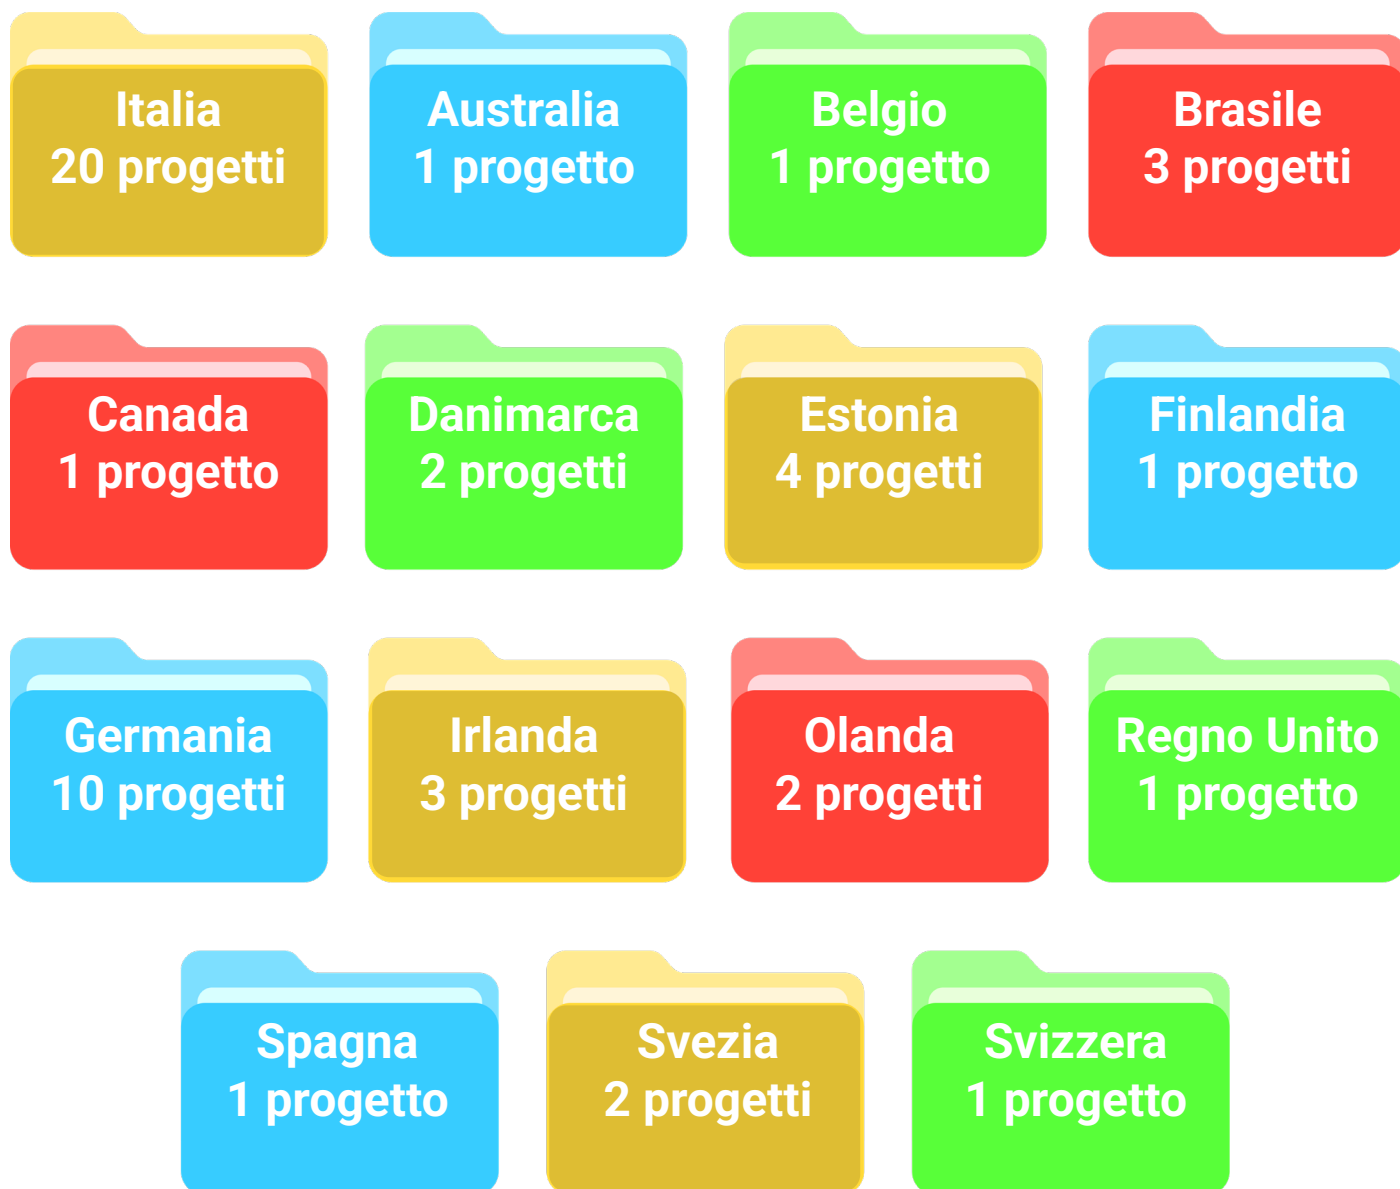 Italia
20 progetti
Australia
1 progetto
Belgio
1 progetto
Brasile
3 progetti
Canada
1 progetto
Danimarca
2 progetti
Estonia
4 progetti
Finlandia
1 progetto
Germania
10 progetti
Irlanda
3 progetti
Olanda
2 progetti
Regno Unito
1 progetto
Spagna
1 progetto
Svezia
2 progetti
Svizzera
1 progetto